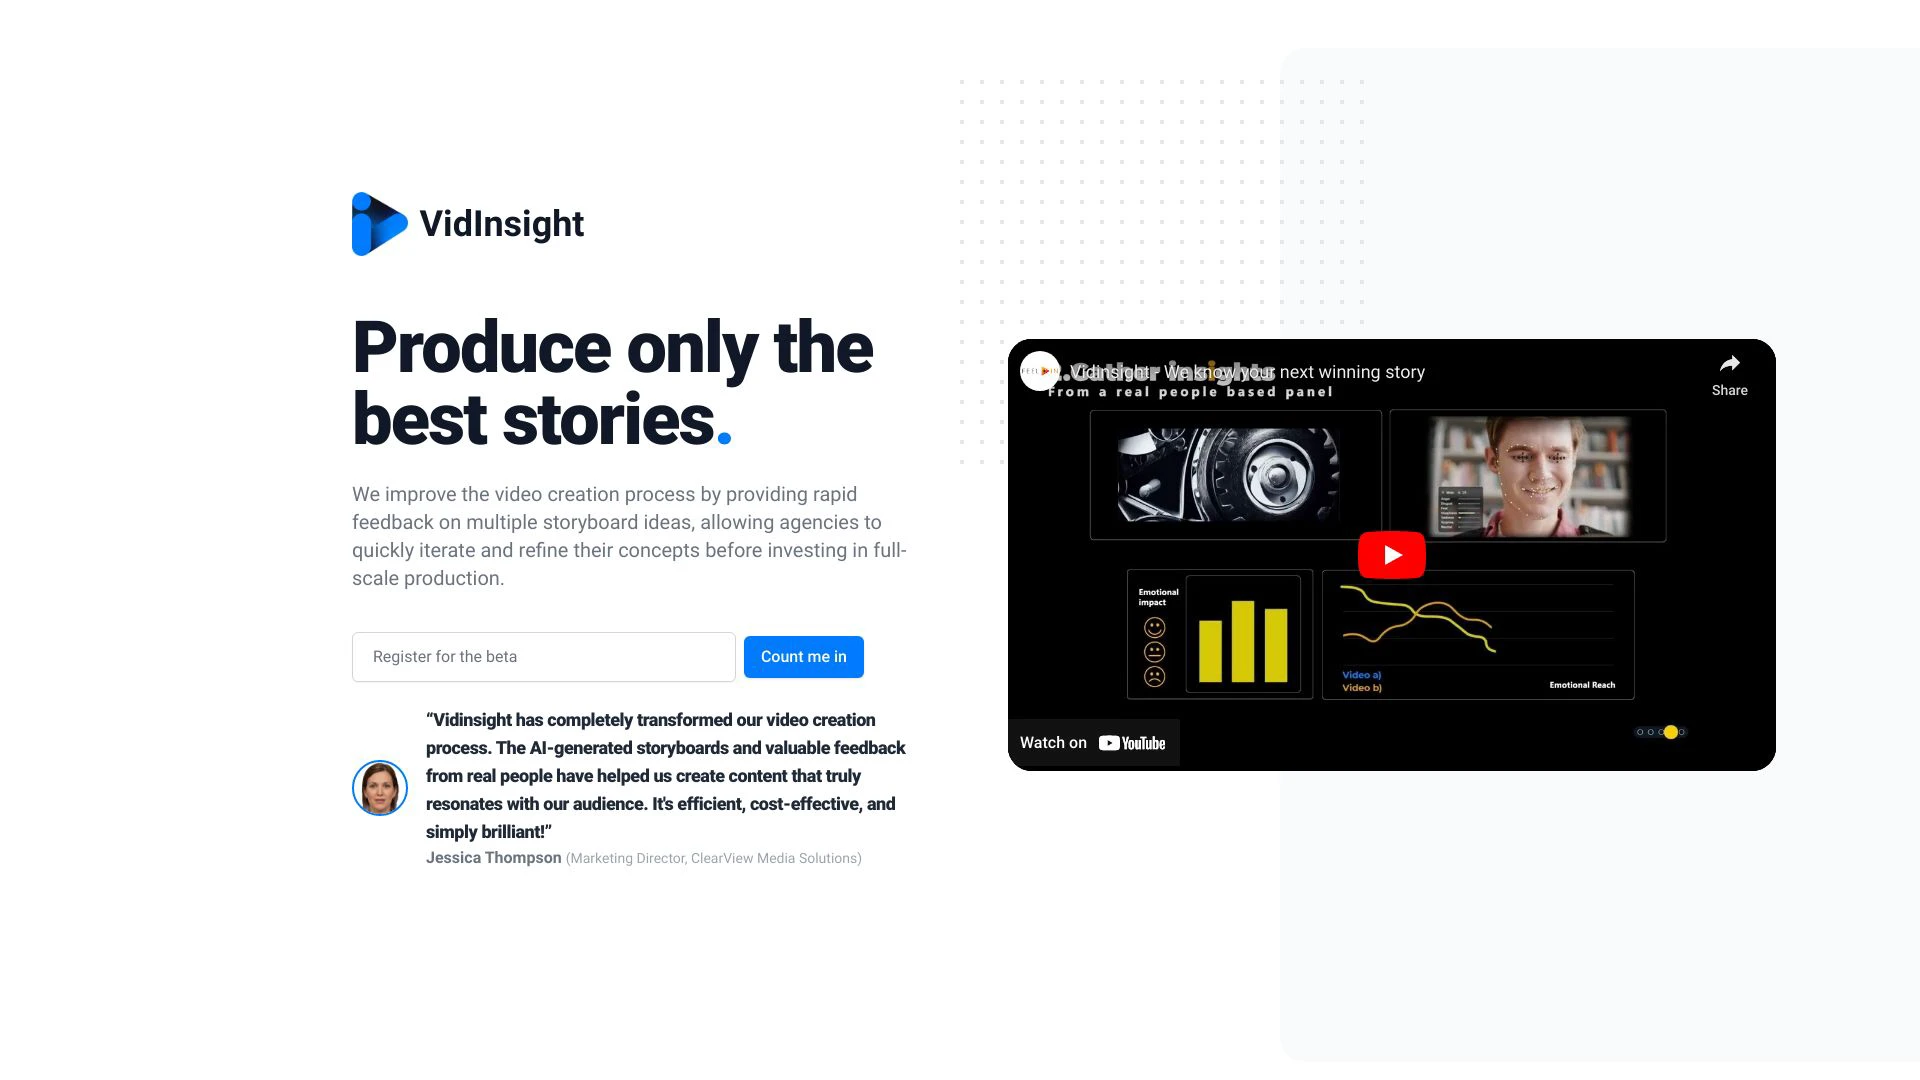 VidInsight
Produce only the
best stories.
We improve the video creation process by providing rapid
feedback on multiple storyboard ideas, allowing agencies to
quickly iterate and refine their concepts before investing in full-
scale production.
Register for the beta
Count me in
“Vidinsight has completely transformed our video creation
process. The AI-generated storyboards and valuable feedback
from real people have helped us create content that truly
resonates with our audience. It's efficient, cost-effective, and
simply brilliant!”
Jessica Thompson (Marketing Director, ClearView Media Solutions)
VidInsight - We know your next winning story
Gather insights
From a real people based panel
Share
Emotional
impact
Video a)
Video b)
Emotional Reach
Watch on YouTube